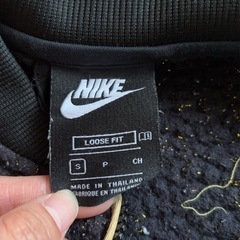 NIKE
LOOSE FIT
S P CH
MADE IN THAILAND